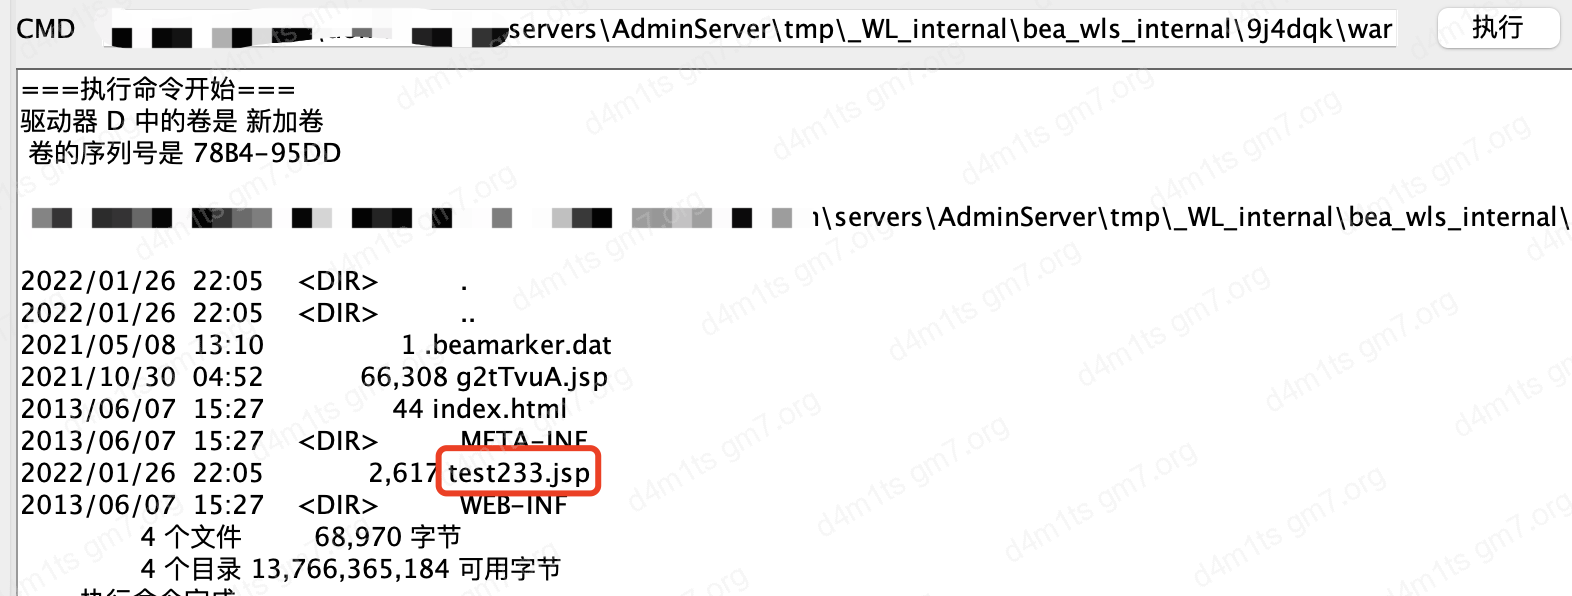 CMD servers\AdminServer\tmp\_WL_internal\bea_wls_internal\9j4dqk\war 执行
===执行命令开始===
驱动器 D 中的卷是 新加卷
卷的序列号是 78B4-95DD
\servers\AdminServer\tmp\_WL_internal\bea_wls_internal\
2022/01/26 22:05 <DIR> .
2022/01/26 22:05 <DIR> ..
2021/05/08 13:10 1 .beamarker.dat
2021/10/30 04:52 66,308 g2tTvuA.jsp
2013/06/07 15:27 44 index.html
2013/06/07 15:27 <DIR> META-INF
2022/01/26 22:05 2,617 test233.jsp
2013/06/07 15:27 <DIR> WEB-INF
4 个文件 68,970 字节
4 个目录 13,766,365,184 可用字节
执行命令完成
d4m1ts gm7.org